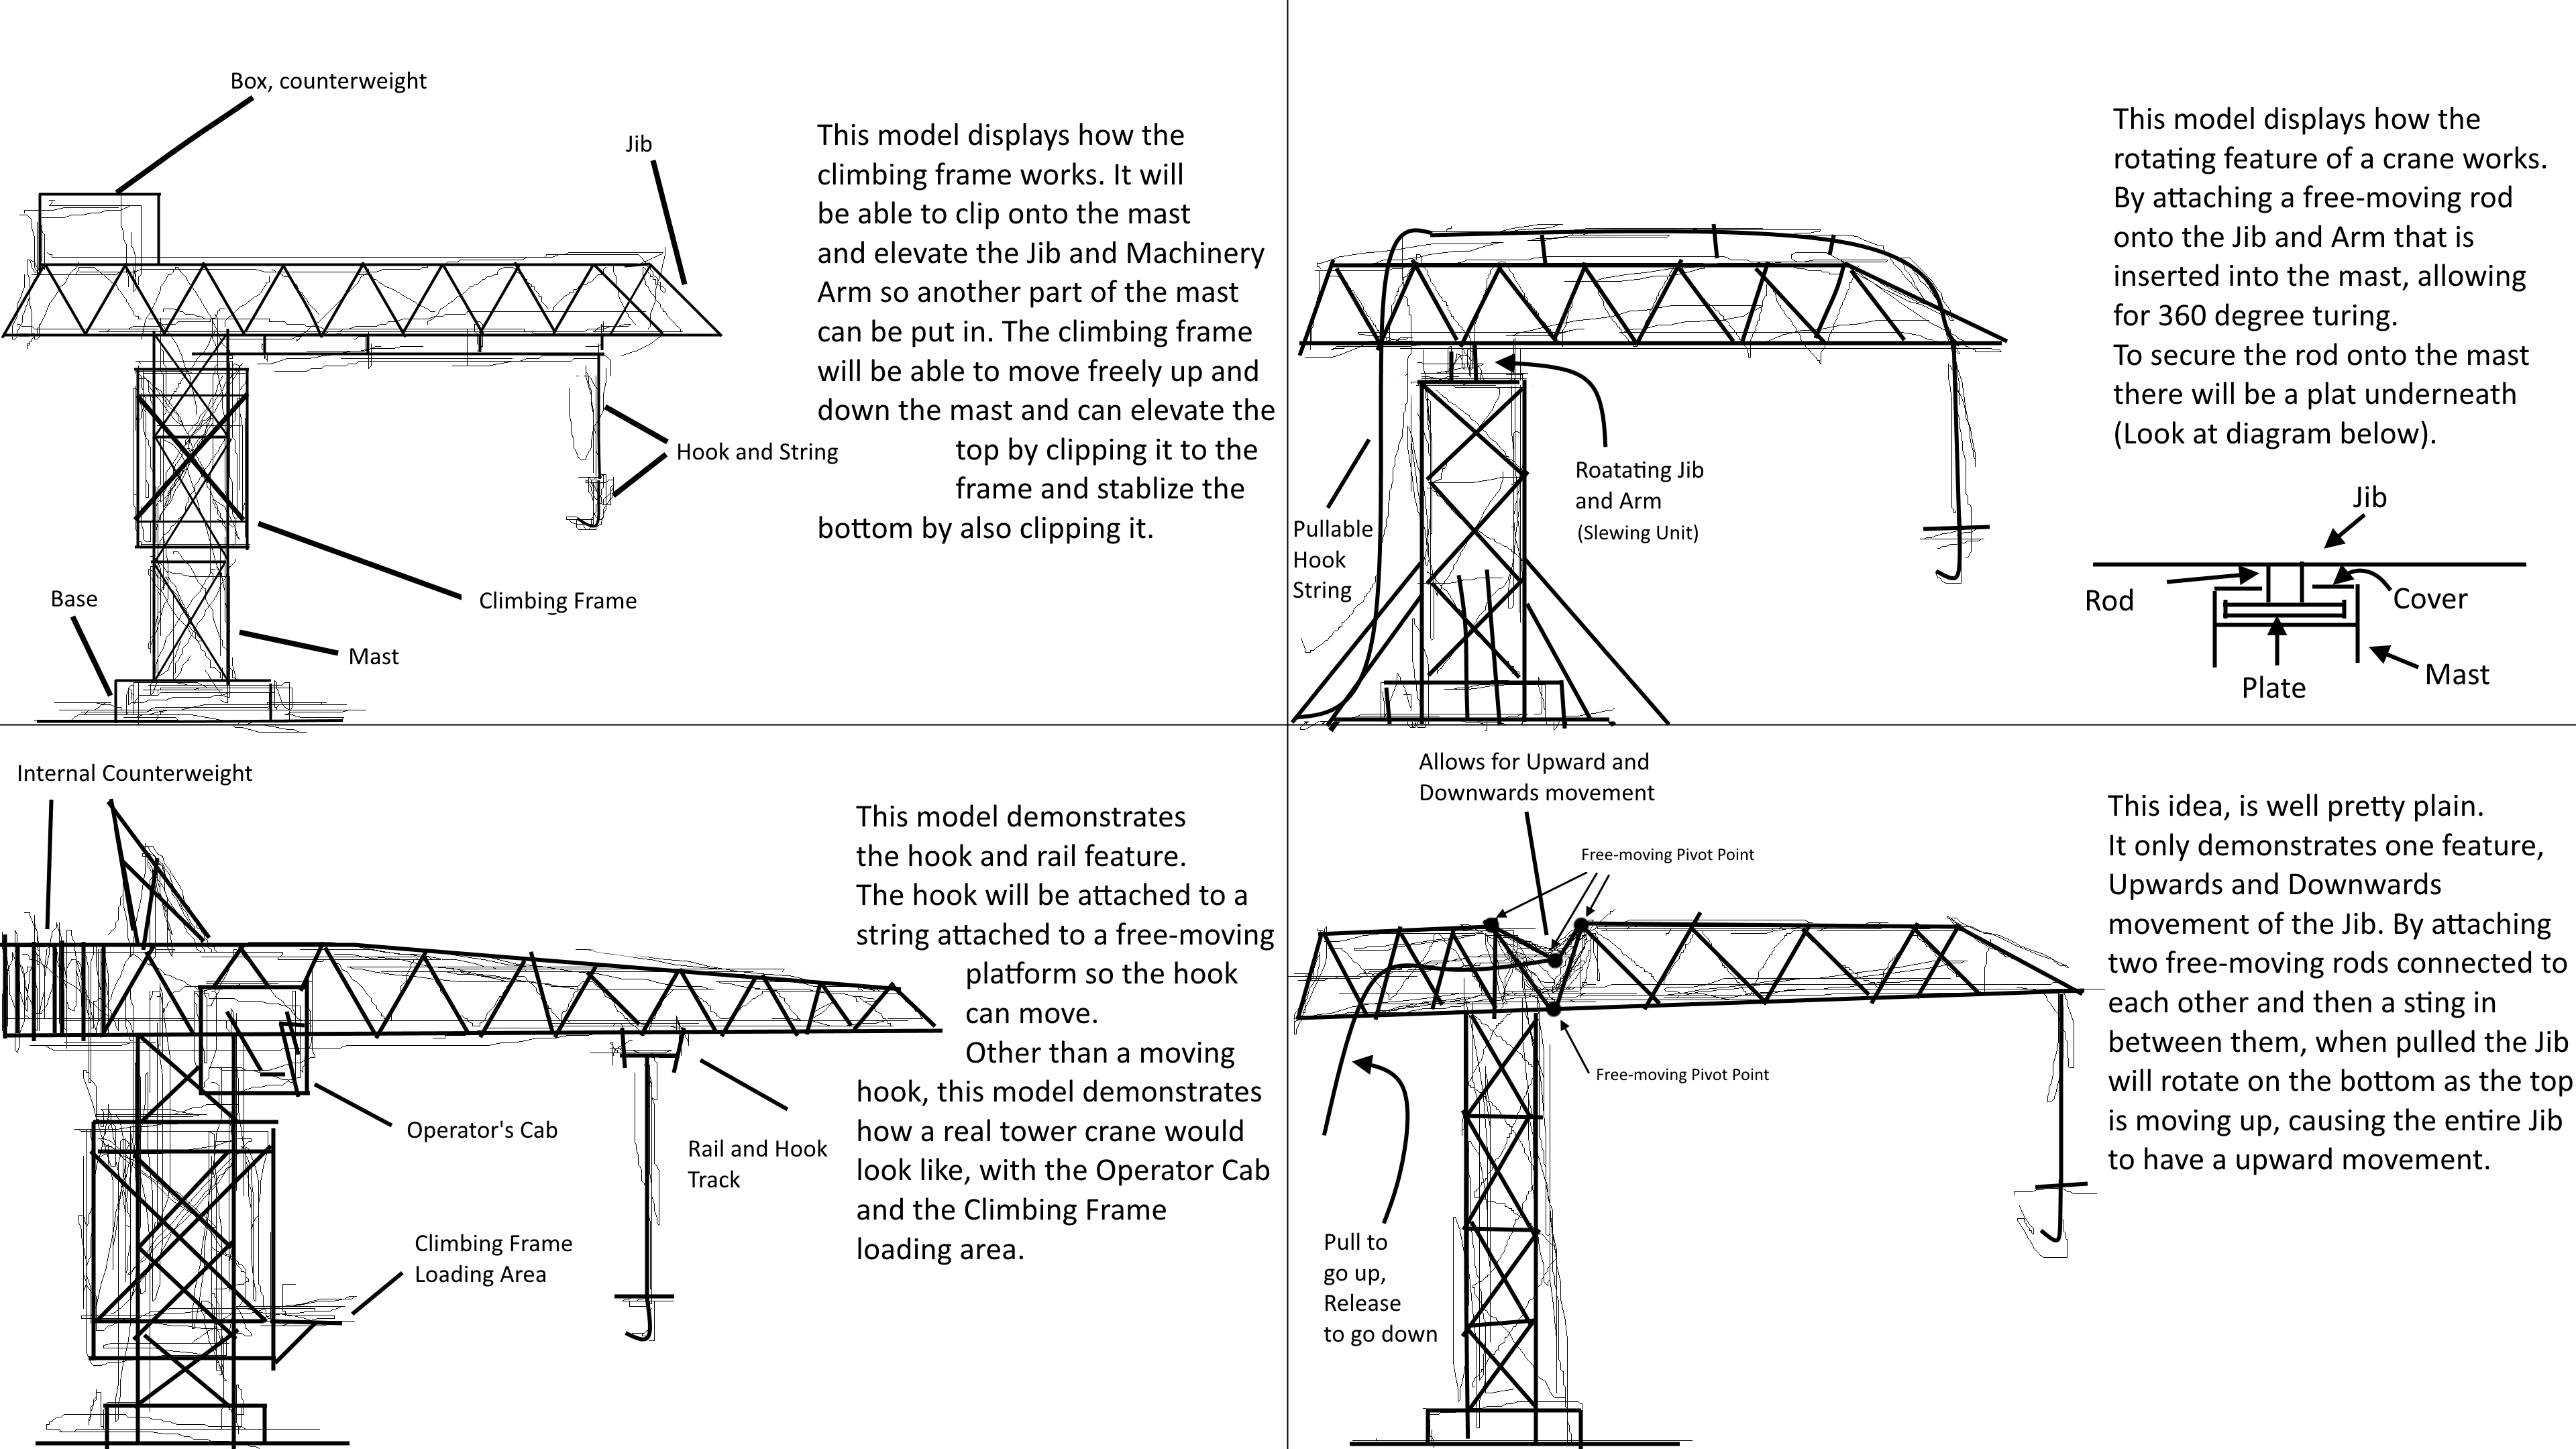 Box, counterweight
Jib
This model displays how the
climbing frame works. It will
be able to clip onto the mast
and elevate the Jib and Machinery
Arm so another part of the mast
can be put in. The climbing frame
will be able to move freely up and
down the mast and can elevate the
top by clipping it to the
frame and stablize the
bottom by also clipping it.
Hook and String
Base
Climbing Frame
Mast
This model displays how the
rotating feature of a crane works.
By attaching a free-moving rod
onto the Jib and Arm that is
inserted into the mast, allowing
for 360 degree turing.
To secure the rod onto the mast
there will be a plat underneath
(Look at diagram below).
Roatating Jib
and Arm
(Slewing Unit)
Pullable
Hook
String
Jib
Rod
Cover
Mast
Plate
Internal Counterweight
This model demonstrates
the hook and rail feature.
The hook will be attached to a
string attached to a free-moving
platform so the hook
can move.
Other than a moving
hook, this model demonstrates
how a real tower crane would
look like, with the Operator Cab
and the Climbing Frame
loading area.
Operator's Cab
Rail and Hook
Track
Climbing Frame
Loading Area
Allows for Upward and
Downwards movement
Free-moving Pivot Point
Free-moving Pivot Point
Pull to
go up,
Release
to go down
This idea, is well pretty plain.
It only demonstrates one feature,
Upwards and Downwards
movement of the Jib. By attaching
two free-moving rods connected to
each other and then a sting in
between them, when pulled the Jib
will rotate on the bottom as the top
is moving up, causing the entire Jib
to have a upward movement.